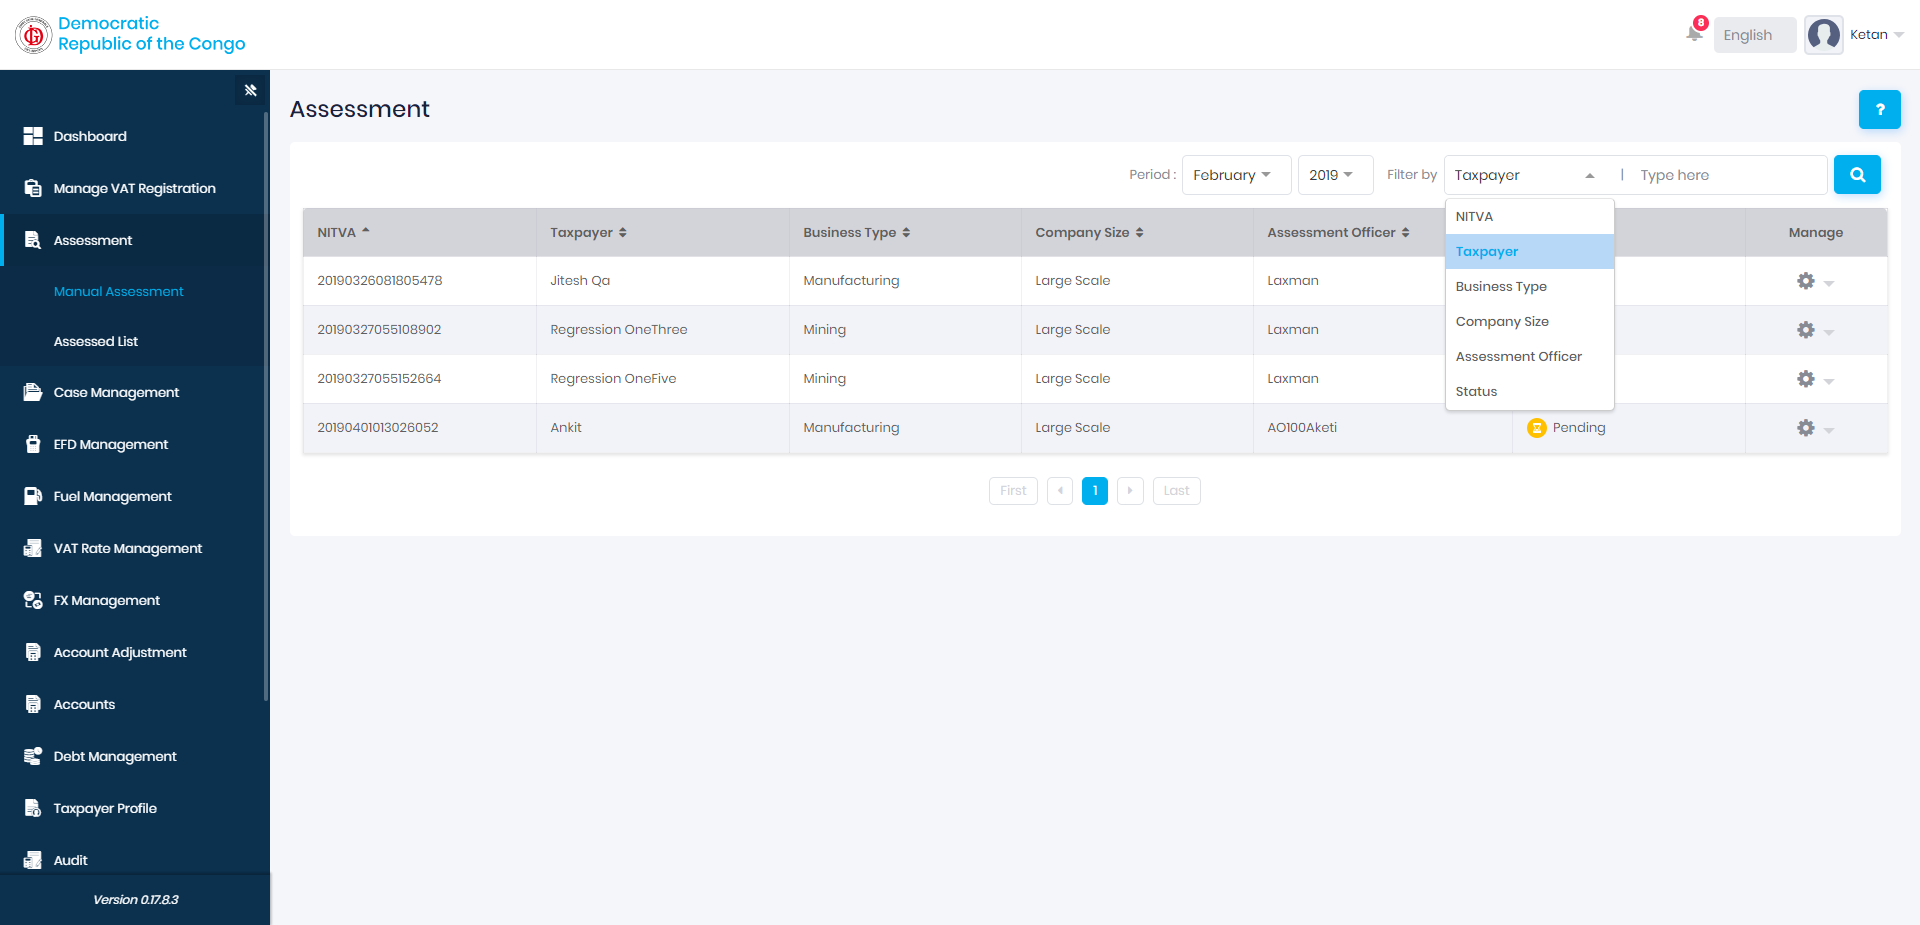 Democratic
Republic of the Congo
8
English
Ketan
Dashboard
Manage VAT Registration
Assessment
Manual Assessment
Assessed List
Case Management
EFD Management
Fuel Management
VAT Rate Management
FX Management
Account Adjustment
Accounts
Debt Management
Taxpayer Profile
Audit
Version 0.17.8.3
Assessment
?
Period : February 2019 Filter by Taxpayer | Type here
NITVA
Taxpayer
Business Type
Company Size
Assessment Officer
Status
NITVA Taxpayer Business Type Company Size Assessment Officer Manage
20190326081805478 Jitesh Qa Manufacturing Large Scale Laxman
20190327055108902 Regression OneThree Mining Large Scale Laxman
20190327055152664 Regression OneFive Mining Large Scale Laxman
20190401013026052 Ankit Manufacturing Large Scale AO100Aketi Pending
First 1 Last